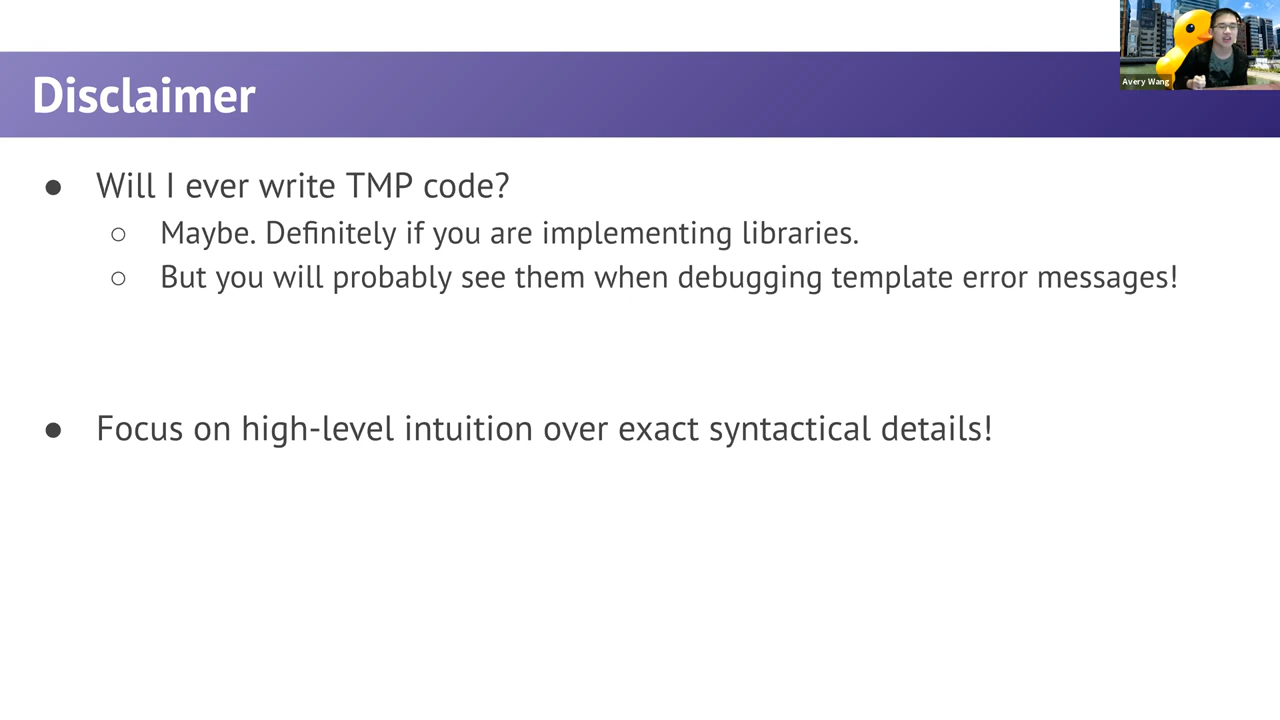 Avery Wang
Disclaimer
● Will I ever write TMP code?
○ Maybe. Definitely if you are implementing libraries.
○ But you will probably see them when debugging template error messages!
● Focus on high-level intuition over exact syntactical details!